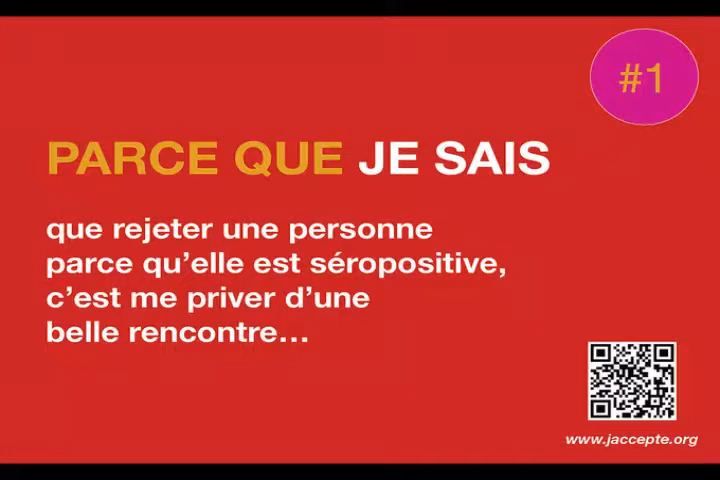 #1
PARCE QUE JE SAIS
que rejeter une personne
parce qu’elle est séropositive,
c’est me priver d’une
belle rencontre...
www.jaccepte.org